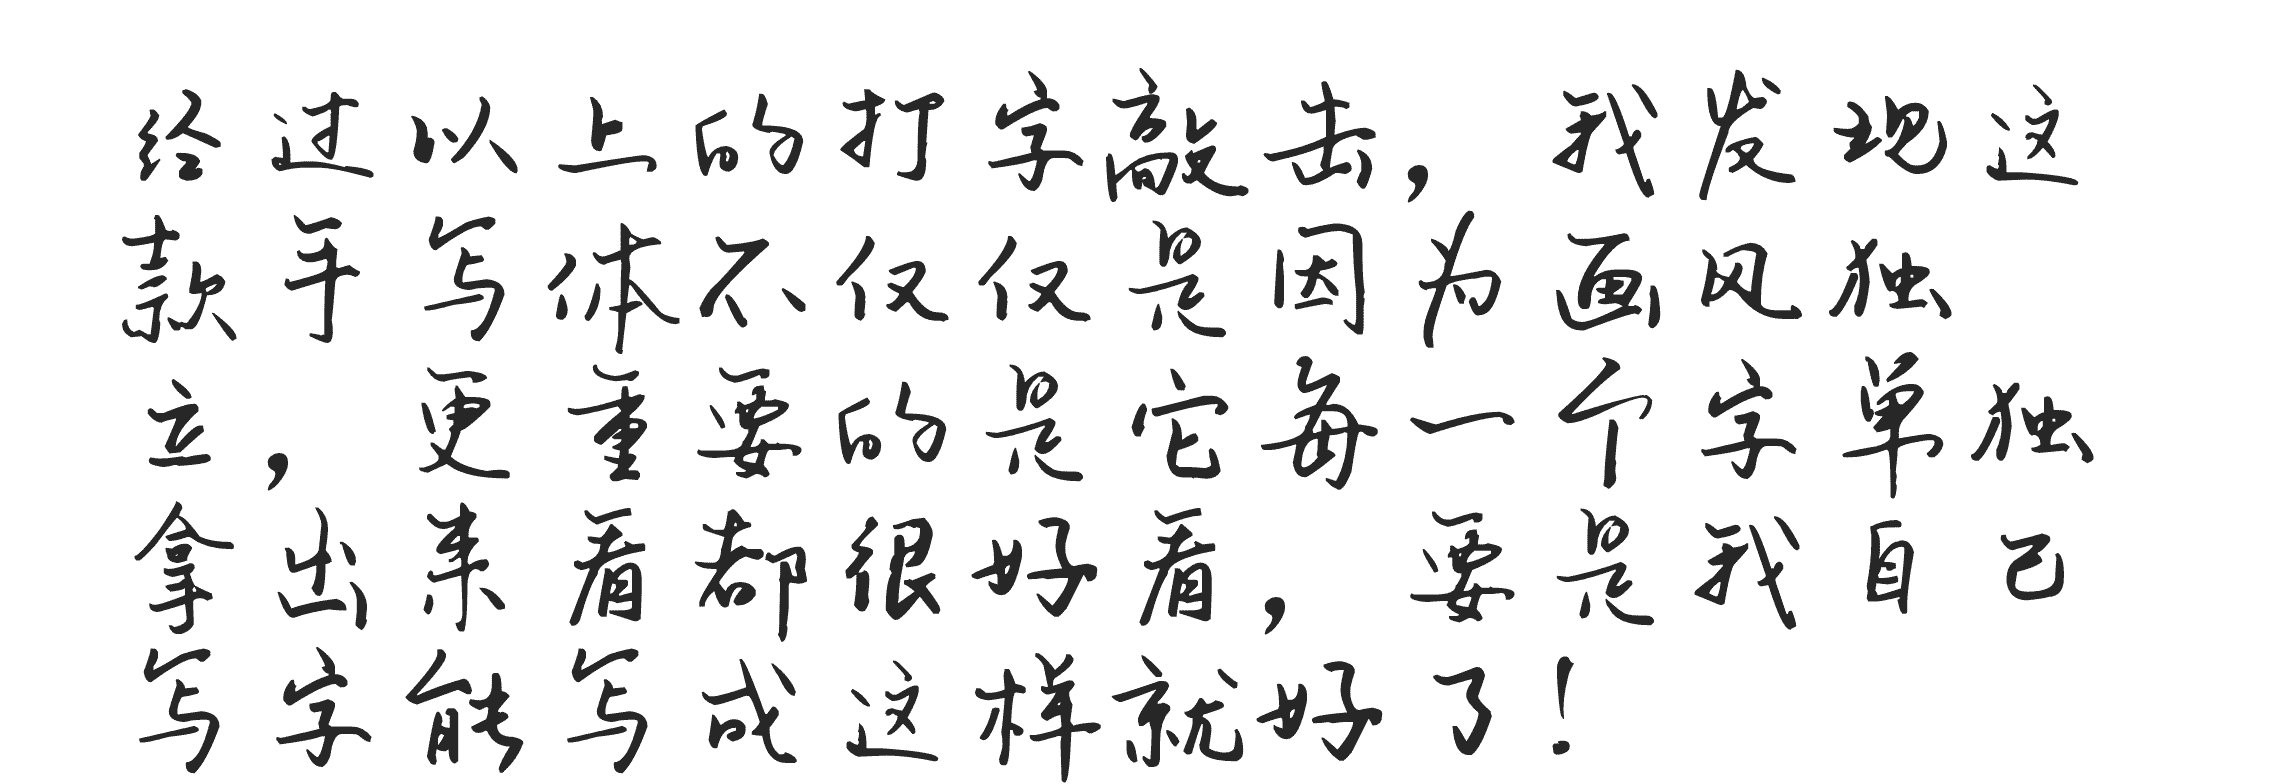 经过以上的打字敲击，我发现这
款手写体不仅仅是因为画风独
立，更重要的是它每一个字单独
拿出来看都很好看，要是我自己
写字能写成这样就好了！